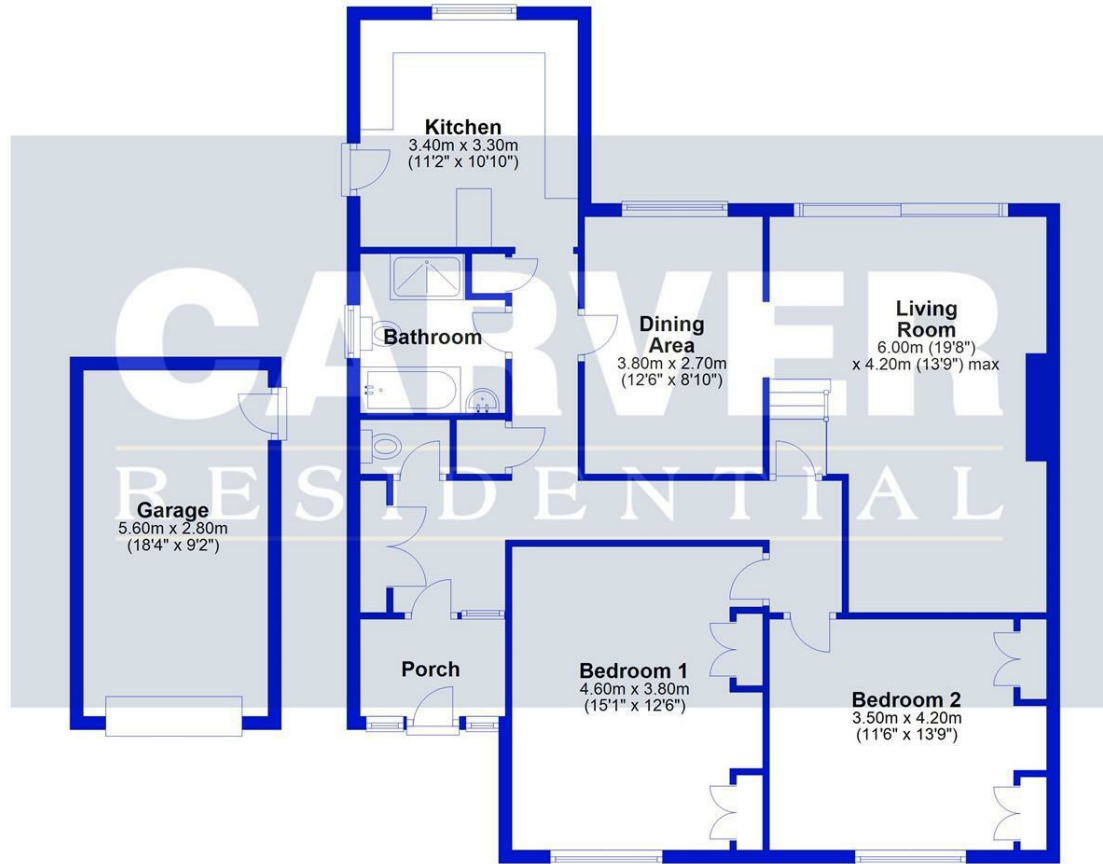 Kitchen
3.40m x 3.30m
(11'2" x 10'10")
CARVER
RESIDENTIAL
Bathroom
Dining
Area
3.80m x 2.70m
(12'6" x 8'10")
Living
Room
6.00m (19'8")
x 4.20m (13'9") max
Garage
5.60m x 2.80m
(18'4" x 9'2")
Porch
Bedroom 1
4.60m x 3.80m
(15'1" x 12'6")
Bedroom 2
3.50m x 4.20m
(11'6" x 13'9")